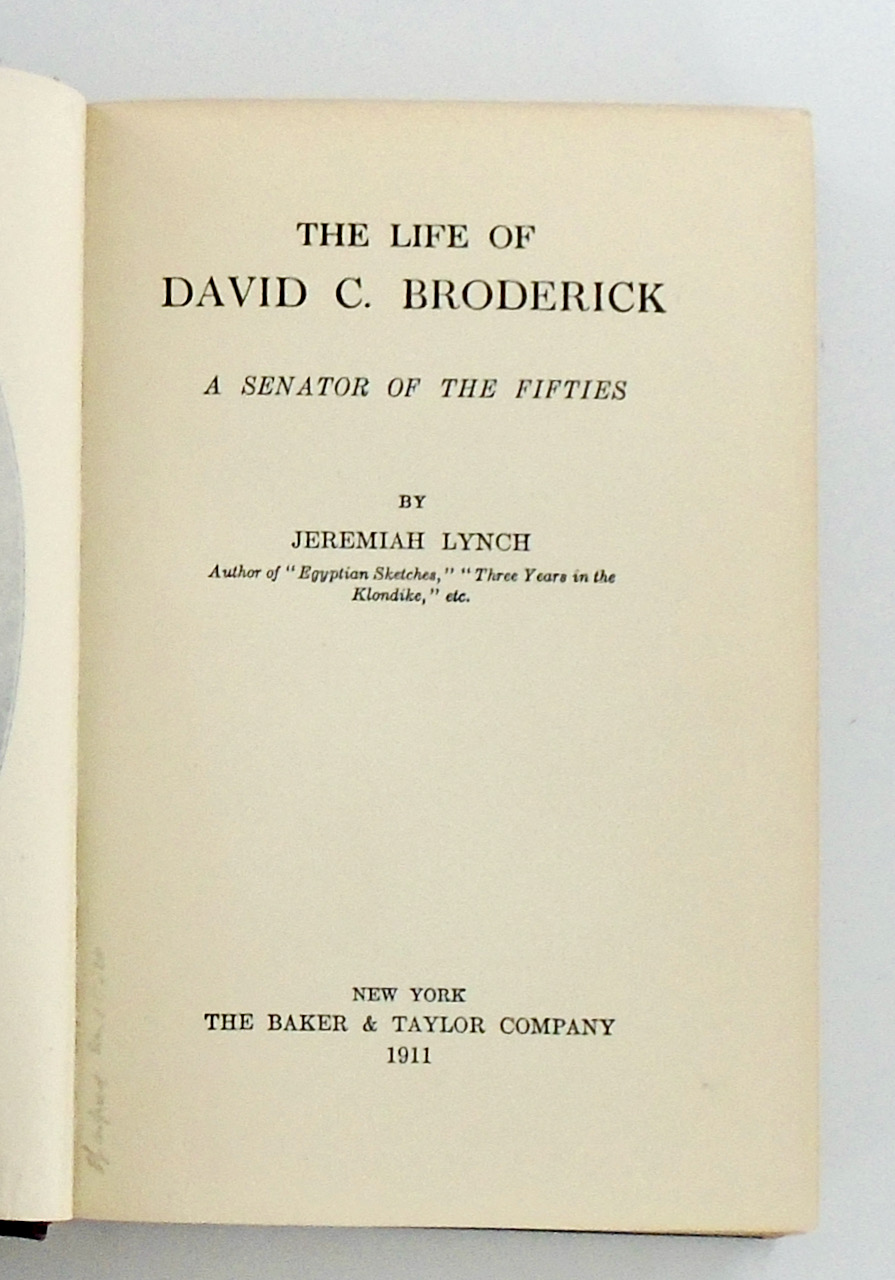 THE LIFE OF
DAVID C. BRODERICK
A SENATOR OF THE FIFTIES
BY
JEREMIAH LYNCH
Author of "Egyptian Sketches," "Three Years in the
Klondike," etc.
NEW YORK
THE BAKER & TAYLOR COMPANY
1911